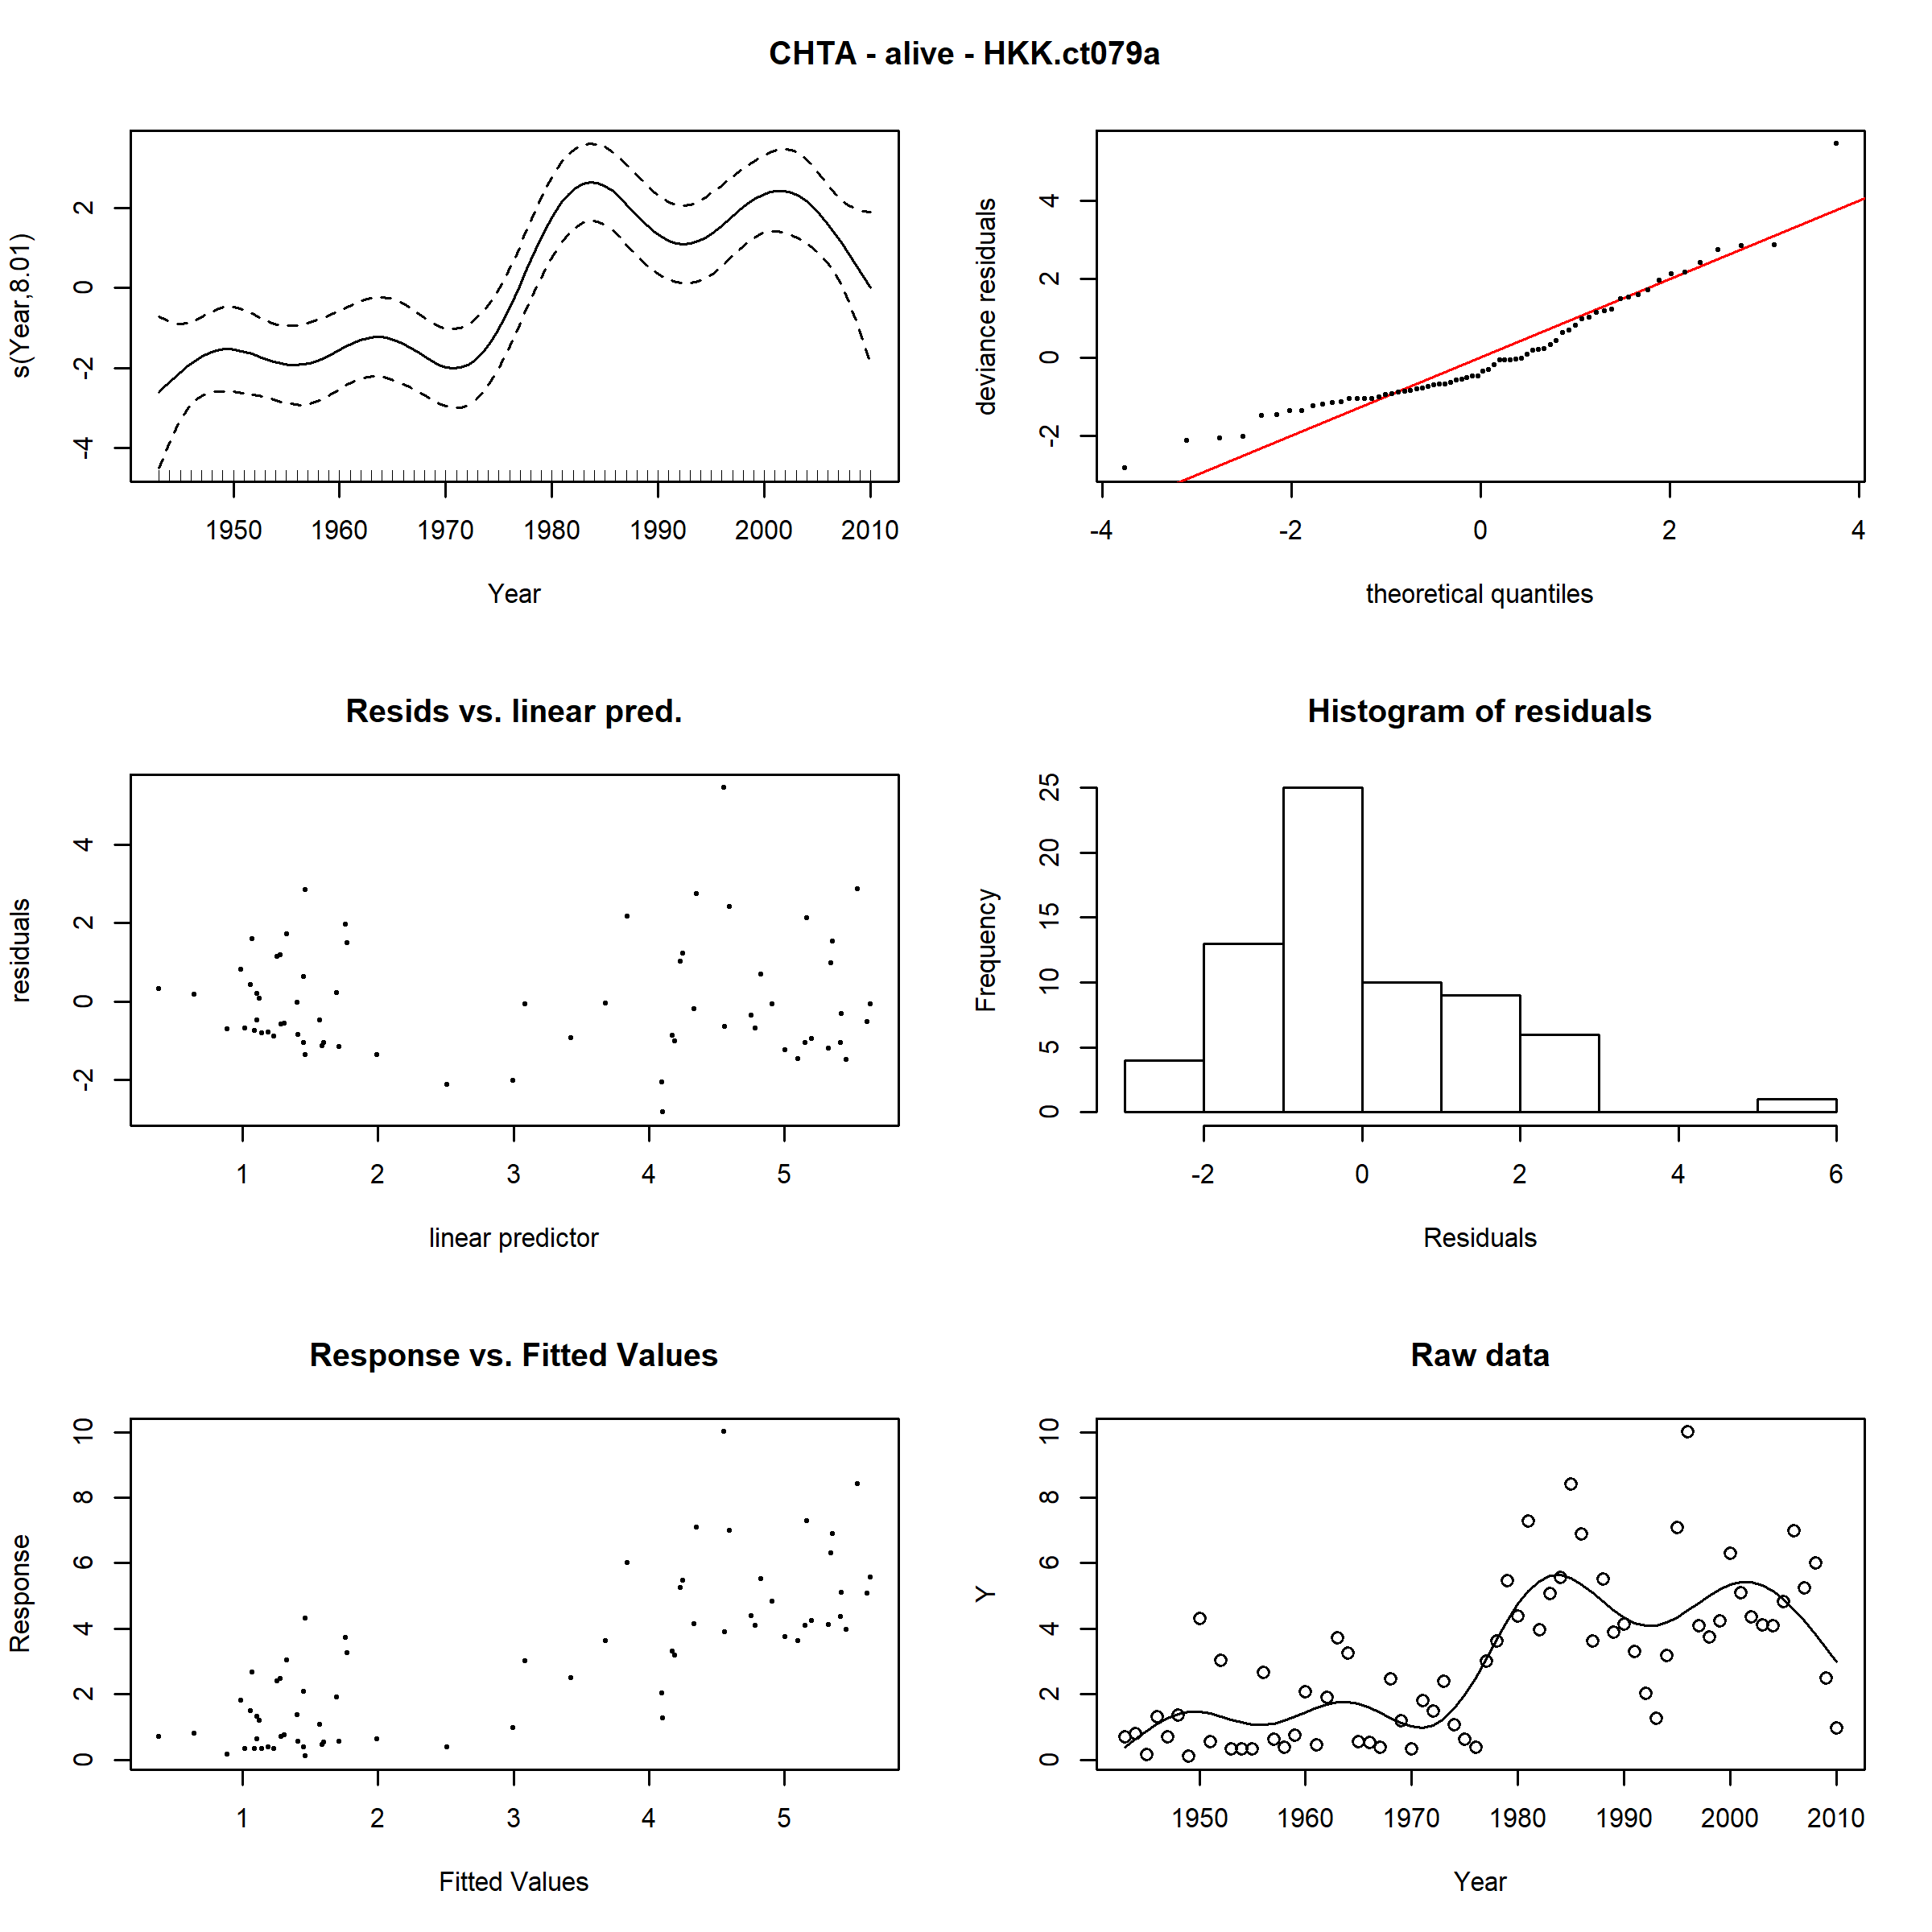 CHTA - alive - HKK.ct079a
s(Year,8.01)
2
0
-2
-4
1950 1960 1970 1980 1990 2000 2010
Year
deviance residuals
4
2
0
-2
-4 -2 0 2 4
theoretical quantiles
Resids vs. linear pred.
residuals
4
2
0
-2
1 2 3 4 5
linear predictor
Histogram of residuals
Frequency
25
20
15
10
5
0
-2 0 2 4 6
Residuals
Response vs. Fitted Values
Response
10
8
6
4
2
0
1 2 3 4 5
Fitted Values
Raw data
Y
10
8
6
4
2
0
1950 1960 1970 1980 1990 2000 2010
Year